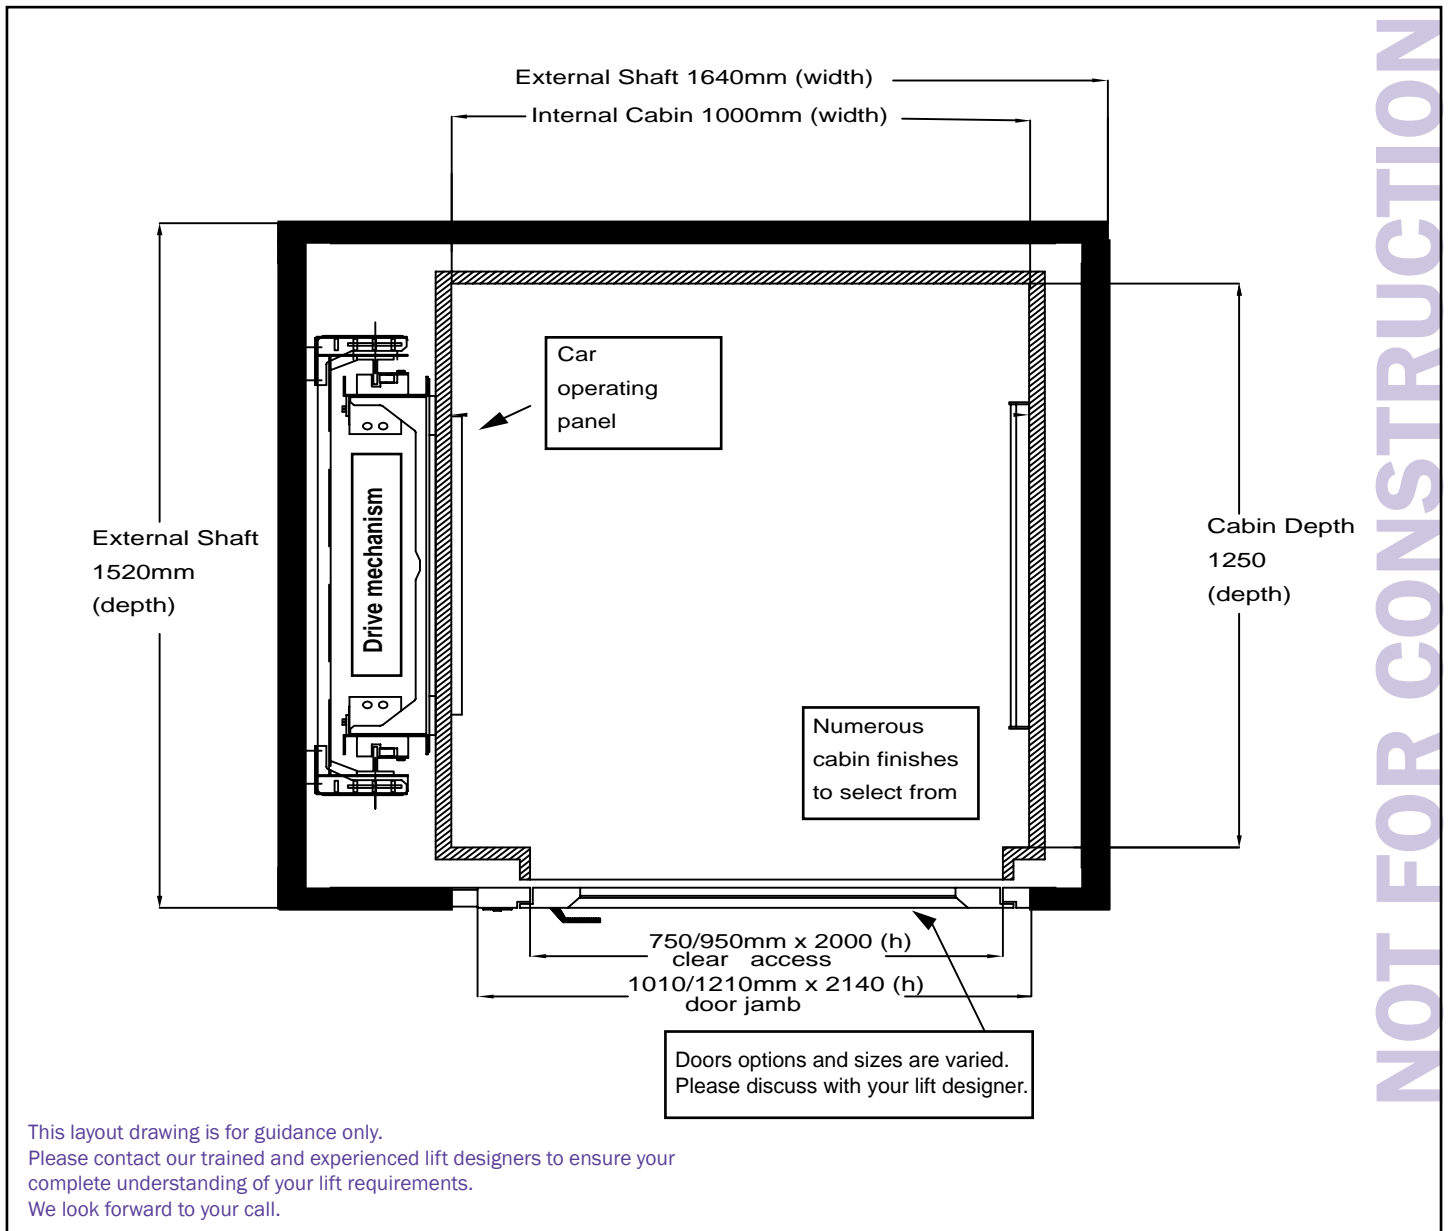 External Shaft 1640mm (width)
Internal Cabin 1000mm (width)
Car
operating
panel
Drive mechanism
External Shaft
1520mm
(depth)
Cabin Depth
1250
(depth)
Numerous
cabin finishes
to select from
750/950mm x 2000 (h)
clear access
1010/1210mm x 2140 (h)
door jamb
Doors options and sizes are varied.
Please discuss with your lift designer.
This layout drawing is for guidance only.
Please contact our trained and experienced lift designers to ensure your
complete understanding of your lift requirements.
We look forward to your call.
NOT FOR CONSTRUCTION